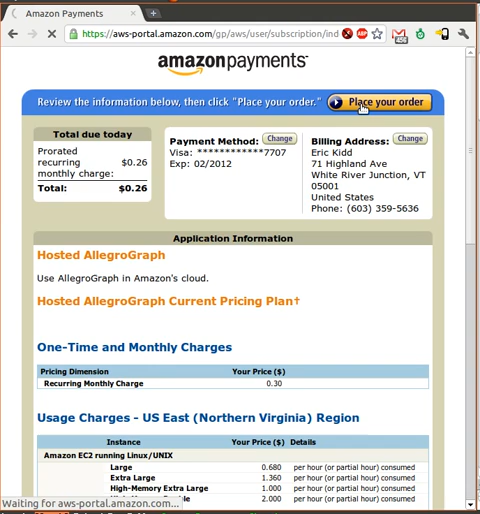 Amazon Payments
https://aws-portal.amazon.com/gp/aws/user/subscription/ind
amazonpayments
Review the information below, then click "Place your order."
Place your order
Total due today
Prorated
recurring $0.26
monthly charge:
Total: $0.26
Payment Method: Change
Visa: ************7707
Exp: 02/2012
Billing Address: Change
Eric Kidd
71 Highland Ave
White River Junction, VT
05001
United States
Phone: (603) 359-5636
Application Information
Hosted AllegroGraph
Use AllegroGraph in Amazon's cloud.
Hosted AllegroGraph Current Pricing Plan†
One-Time and Monthly Charges
Pricing Dimension Your Price ($)
Recurring Monthly Charge 0.30
Usage Charges - US East (Northern Virginia) Region
Instance Your Price ($) Details
Amazon EC2 running Linux/UNIX
Large 0.680 per hour (or partial hour) consumed
Extra Large 1.360 per hour (or partial hour) consumed
High-Memory Extra Large 1.000 per hour (or partial hour) consumed
2.000 per hour (or partial hour) consumed
Waiting for aws-portal.amazon.com...